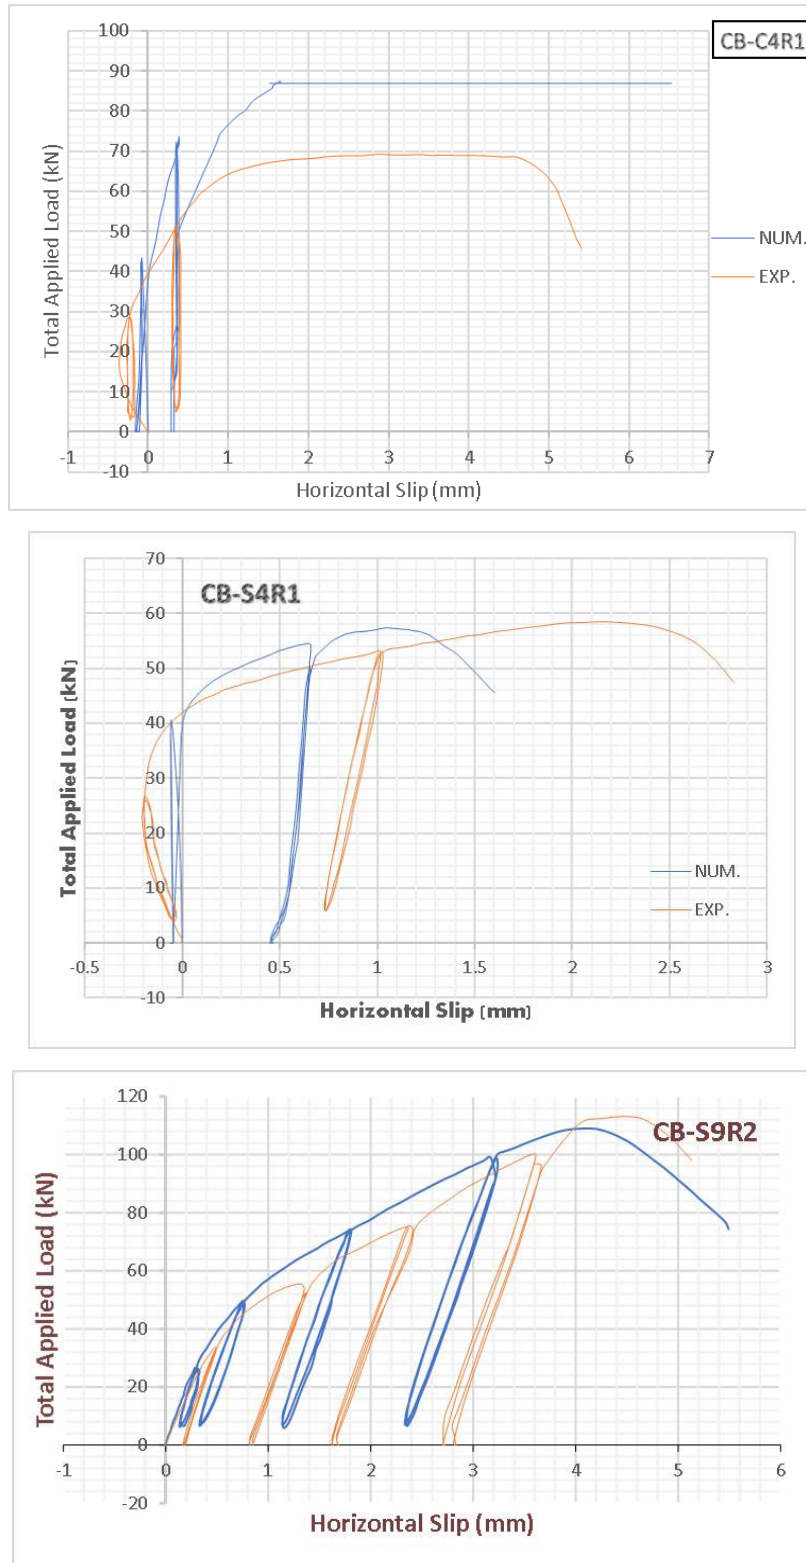 CB-C4R1
100
90
80
70
60
50
40
30
20
10
0
-10
-1 0 1 2 3 4 5 6 7
Total Applied Load (kN)
Horizontal Slip (mm)
NUM.
EXP.
CB-S4R1
70
60
50
40
30
20
10
0
-10
-0.5 0 0.5 1 1.5 2 2.5 3
Total Applied Load (kN)
Horizontal Slip (mm)
NUM.
EXP.
CB-S9R2
120
100
80
60
40
20
0
-20
-1 0 1 2 3 4 5 6
Total Applied Load (kN)
Horizontal Slip (mm)